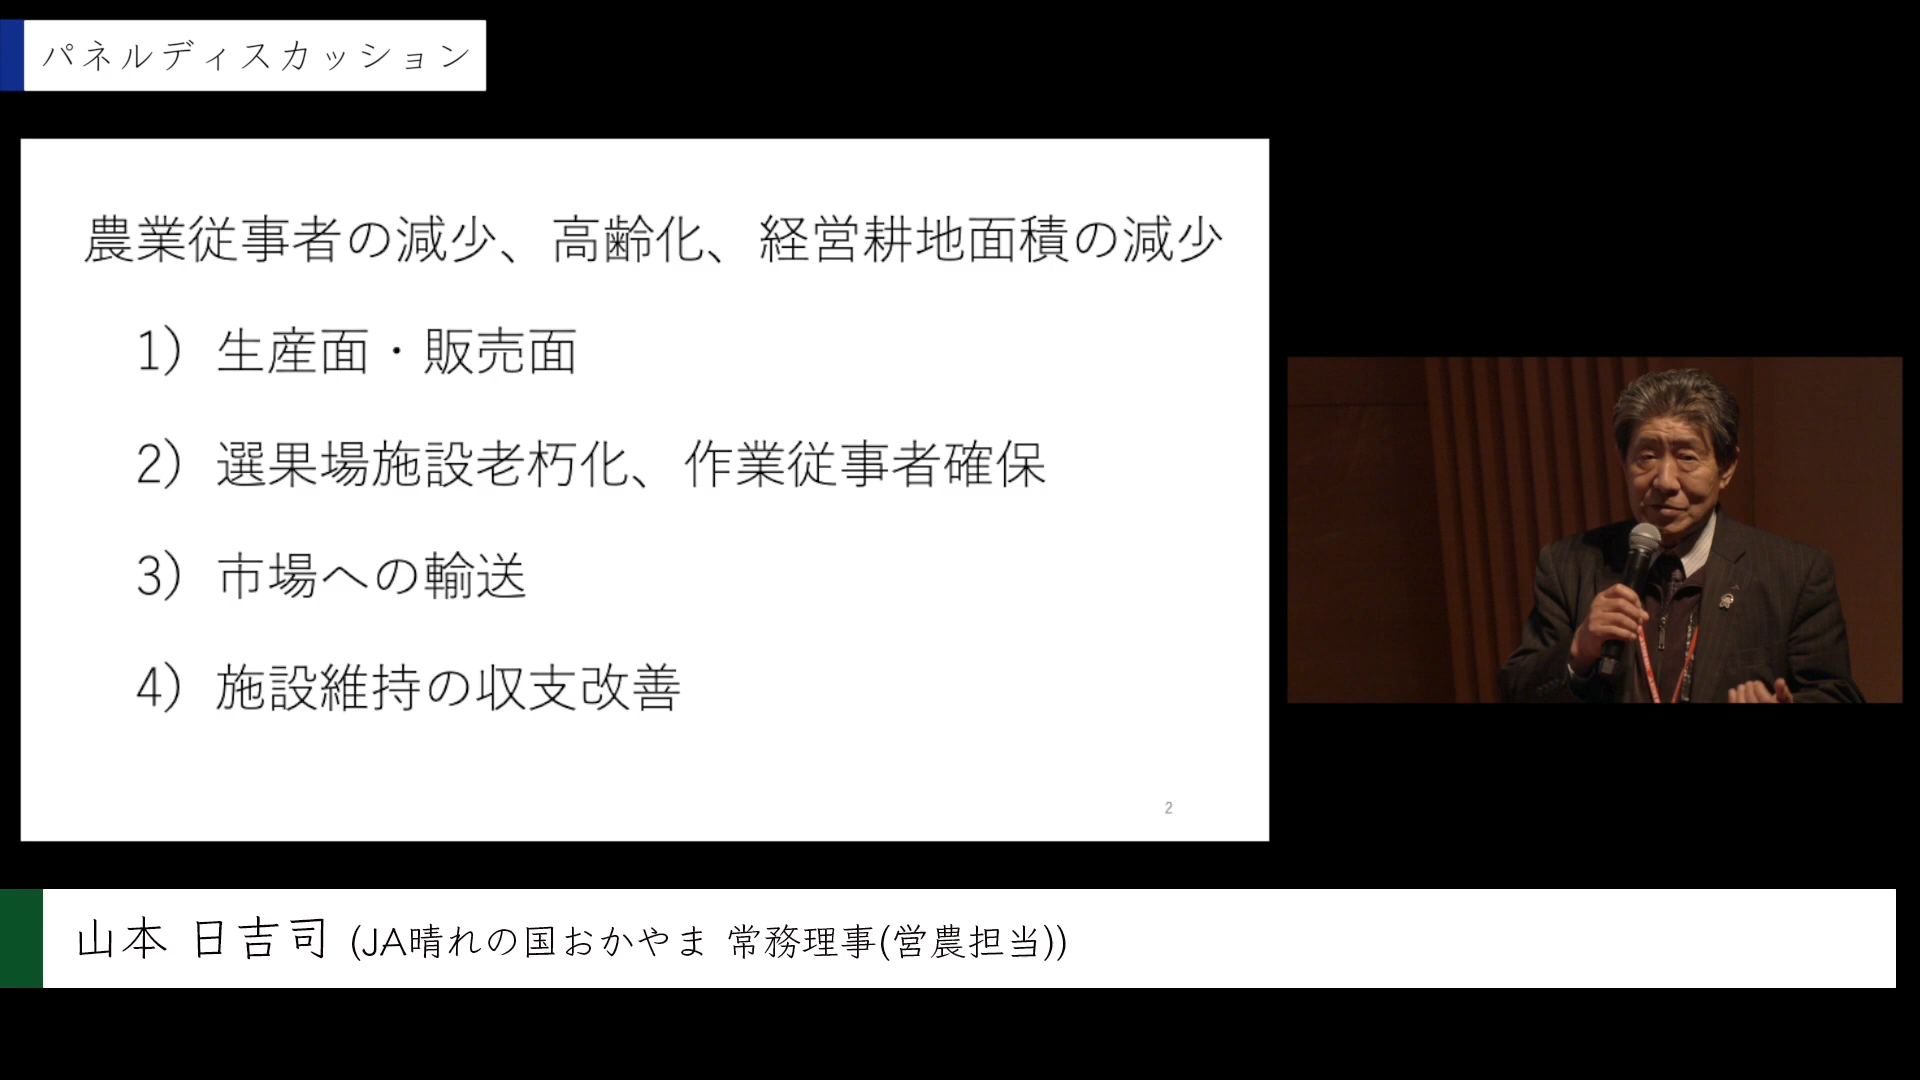 パネルディスカッション
農業従事者の減少、高齢化、経営耕地面積の減少
1）生産面・販売面
2）選果場施設老朽化、作業従事者確保
3）市場への輸送
4）施設維持の収支改善
2
山本 日吉司 (JA晴れの国おかやま 常務理事(営農担当))